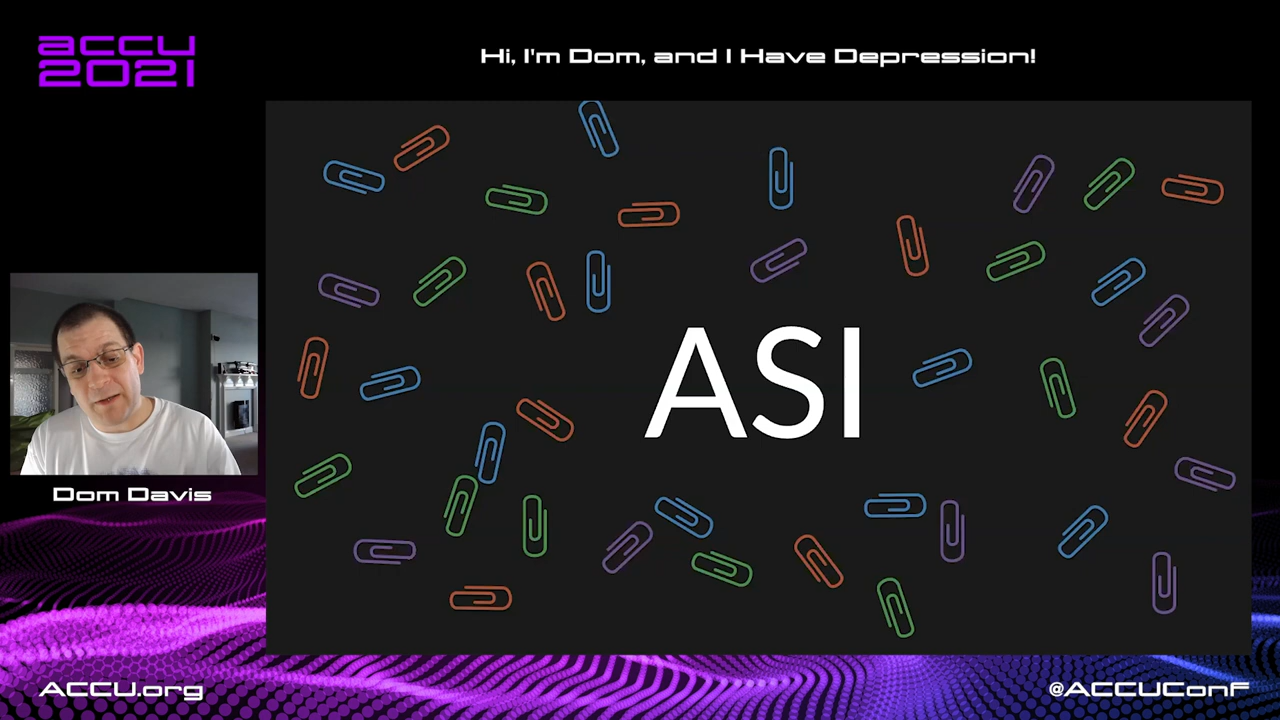 accu
2021
Hi, I'm Dom, and I Have Depression!
ASI
Dom Davis
ACCU.org
@ACCUConf